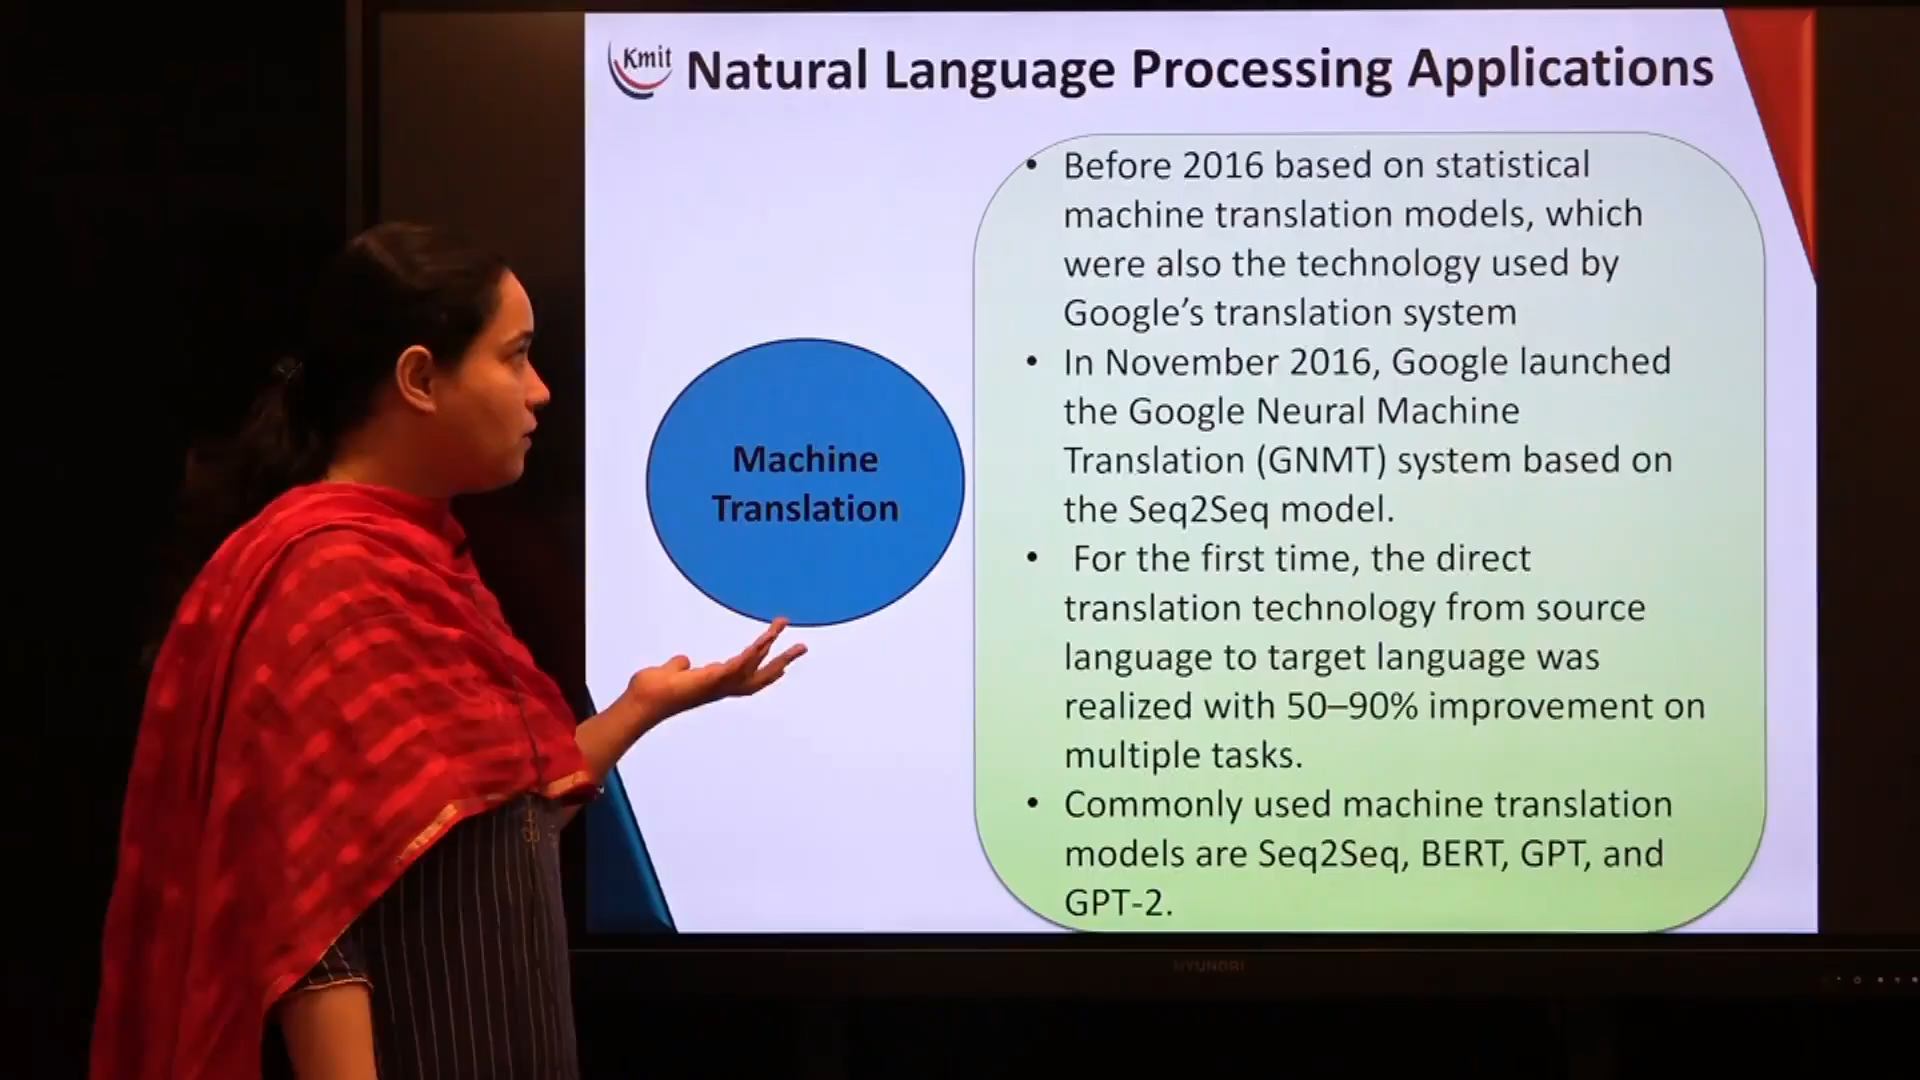 Kmit
Natural Language Processing Applications
Machine
Translation
• Before 2016 based on statistical
machine translation models, which
were also the technology used by
Google’s translation system
• In November 2016, Google launched
the Google Neural Machine
Translation (GNMT) system based on
the Seq2Seq model.
• For the first time, the direct
translation technology from source
language to target language was
realized with 50–90% improvement on
multiple tasks.
• Commonly used machine translation
models are Seq2Seq, BERT, GPT, and
GPT-2.
HYUNDAI